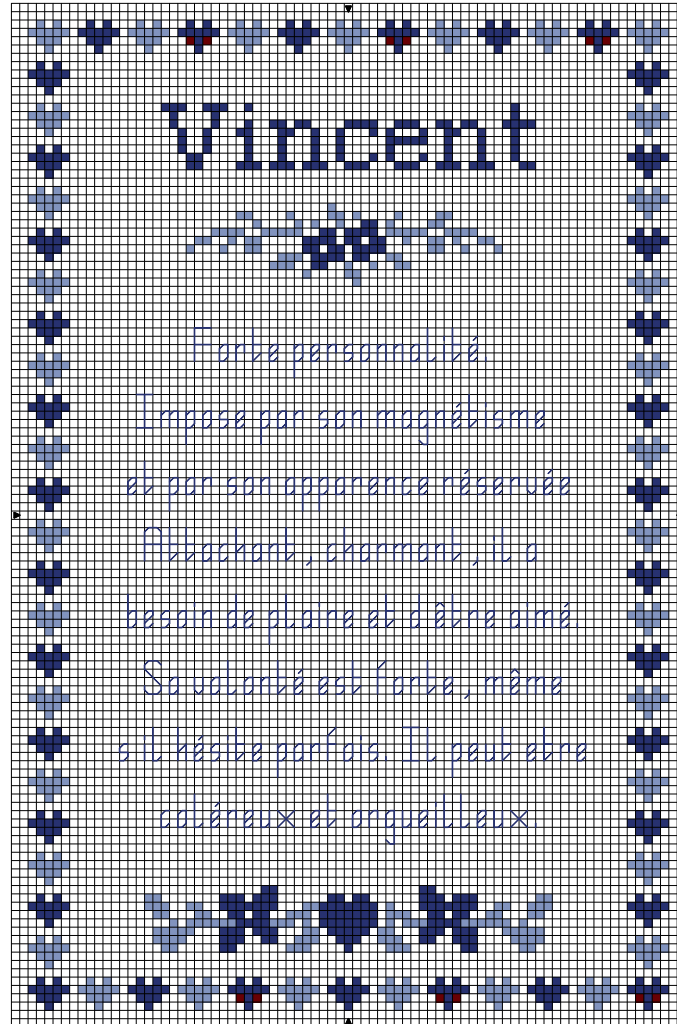 Vincent
Forte personnalité.
Impose par son magnétisme
et par son apparence réservée
Attachant, charmant, il a
besoin de plaire et d être aimé.
Sa volonté est forte, même
s il hésite parfois. Il peut etre
coléreux et orgueilleux.